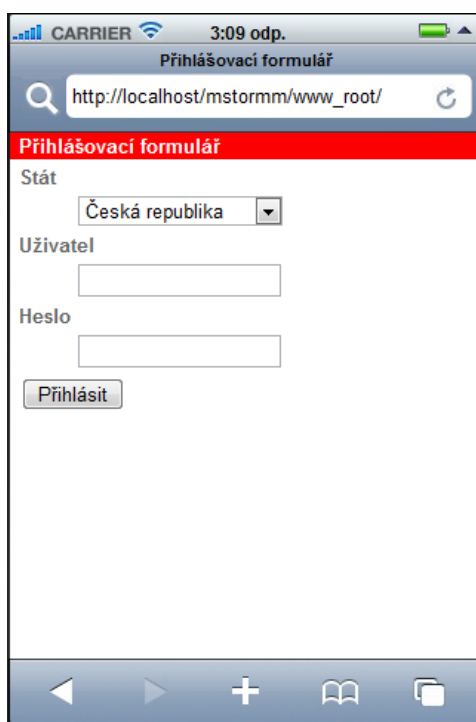 CARRIER 3:09 odp.
Přihlášovací formulář
http://localhost/mstormm/www_root/
Přihlášovací formulář
Stát
Česká republika
Uživatel
Heslo
Přihlásit